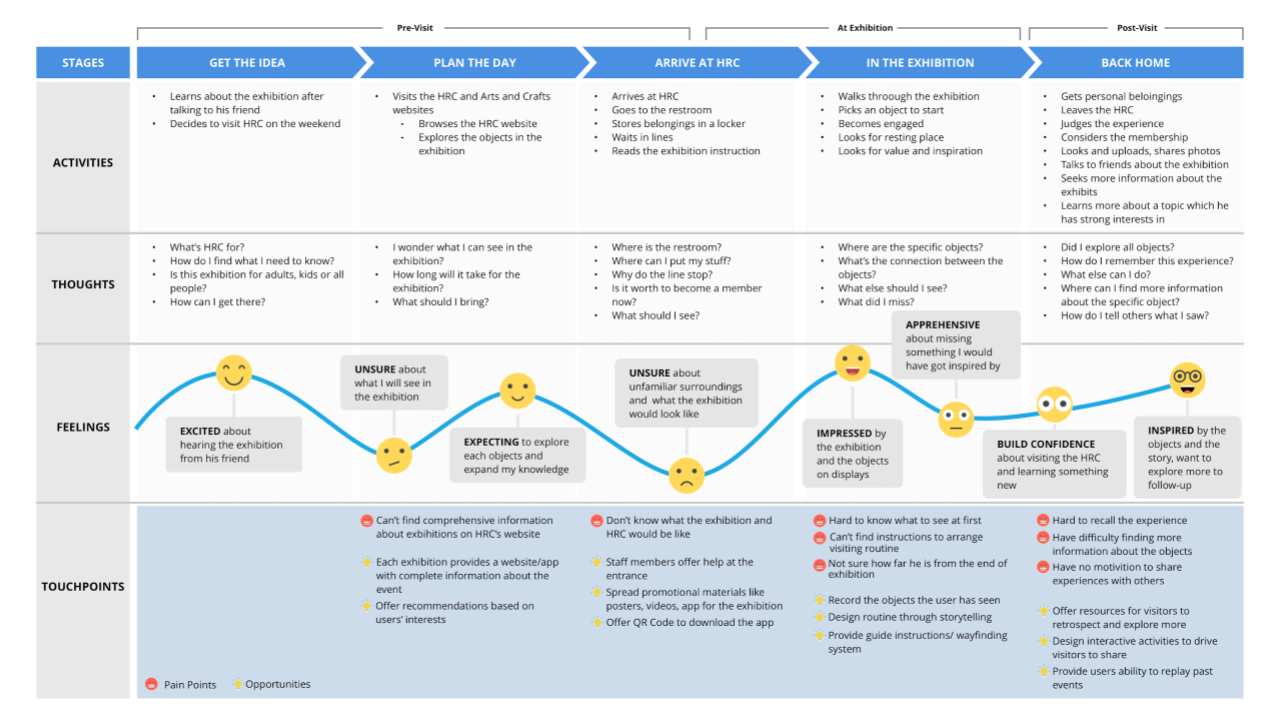 Pre-Visit
At Exhibition
Post-Visit
STAGES
GET THE IDEA
PLAN THE DAY
ARRIVE AT HRC
IN THE EXHIBITION
BACK HOME
ACTIVITIES
• Learns about the exhibition after
talking to his friend
• Decides to visit HRC on the weekend
• Visits the HRC and Arts and Crafts
websites
- Browses the HRC website
- Explores the objects in the
exhibition
• Arrives at HRC
• Goes to the restroom
• Stores belongings in a locker
• Waits in lines
• Reads the exhibition instruction
• Walks thrrough the exhibition
• Picks an object to start
• Becomes engaged
• Looks for resting place
• Looks for value and inspiration
• Gets personal beloingings
• Leaves the HRC
• Judges the experience
• Considers the membership
• Looks and uploads, shares photos
• Talks to friends about the exhibition
• Seeks more information about the
exhibits
• Learns more about a topic which he
has strong interests in
THOUGHTS
• What's HRC for?
• How do I find what I need to know?
• Is this exhibition for adults, kids or all
people?
• How can I get there?
• I wonder what I can see in the
exhibition?
• How long will it take for the
exhibition?
• What should I bring?
• Where is the restroom?
• Where can I put my stuff?
• Why do the line stop?
• Is it worth to become a member
now?
• What should I see?
• Where are the specific objects?
• What's the connection between the
objects?
• What else should I see?
• What did I miss?
• Did I explore all objects?
• How do I remember this experience?
• What else can I do?
• Where can I find more information
about the specific object?
• How do I tell others what I saw?
FEELINGS
EXCITED about
hearing the exhibition
from his friend
UNSURE about
what I will see in
the exhibition
EXPECTING to explore
each objects and
expand my knowledge
UNSURE about
unfamiliar surroundings
and what the exhibition
would look like
IMPRESSED by
the exhibition
and the objects
on displays
APPREHENSIVE
about missing
something I would
have got inspired by
BUILD CONFIDENCE
about visiting the HRC
and learning something
new
INSPIRED by the
objects and the
story, want to
explore more to
follow-up
TOUCHPOINTS
Can't find comprehensive information
about exbihitions on HRC's website
Each exhibition provides a website/app
with complete information about the
event
Offer recommendations based on
users' interests
Don't know what the exhibition and
HRC would be like
Staff members offer help at the
entrance
Spread promotional materials like
posters, videos, app for the exhibition
Offer QR Code to download the app
Hard to know what to see at first
Can't find instructions to arrange
visiting routine
Not sure how far he is from the end of
exhibition
Record the objects the user has seen
Design routine through storytelling
Provide guide instructions/ wayfinding
system
Hard to recall the experience
Have difficulty finding more
information about the objects
Have no motivition to share
experiences with others
Offer resources for visitors to
retrospect and explore more
Design interactive activities to drive
visitors to share
Provide users ability to replay past
events
Pain Points
Opportunities